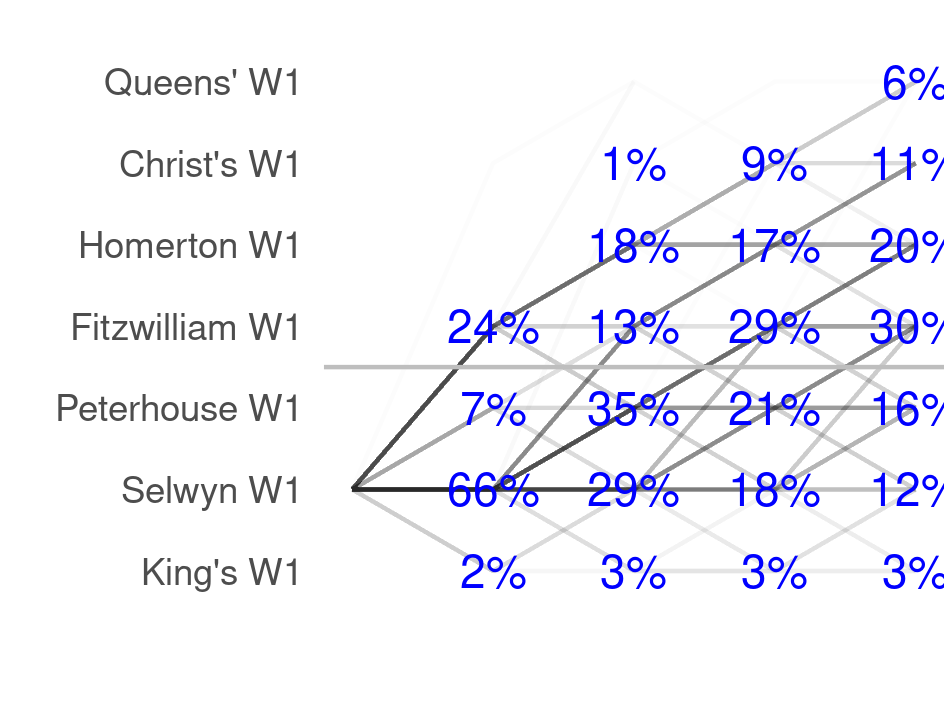 Queens' W1 6%
Christ's W1 1% 9% 11%
Homerton W1 18% 17% 20%
Fitzwilliam W1 24% 13% 29% 30%
Peterhouse W1 7% 35% 21% 16%
Selwyn W1 66% 29% 18% 12%
King's W1 2% 3% 3% 3%